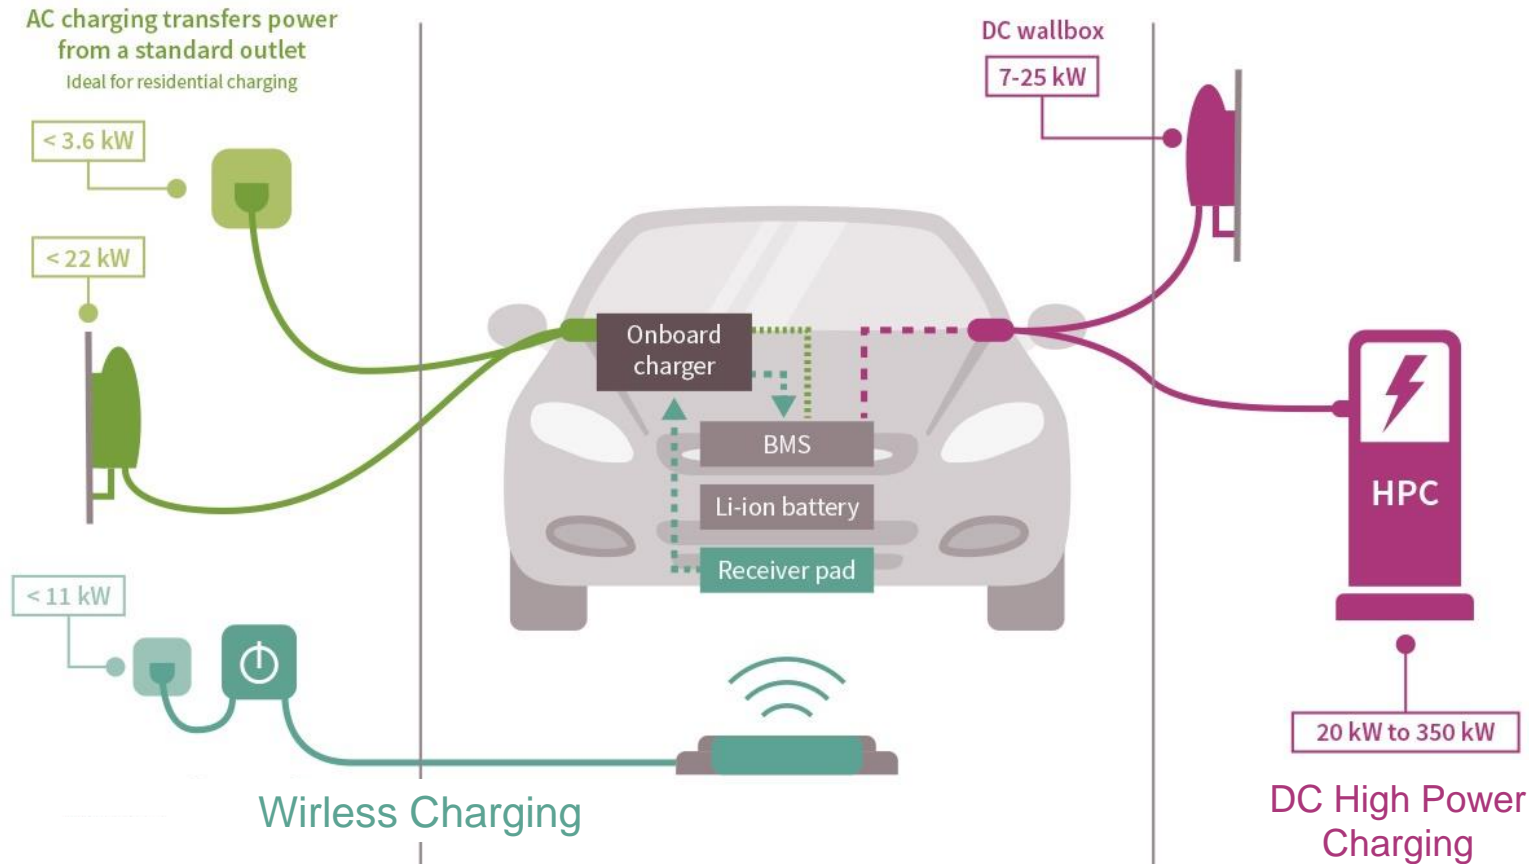 AC charging transfers power
from a standard outlet
Ideal for residential charging
< 3.6 kW
< 22 kW
< 11 kW
Wirless Charging
Onboard
charger
BMS
Li-ion battery
Receiver pad
DC wallbox
7-25 kW
HPC
20 kW to 350 kW
DC High Power
Charging